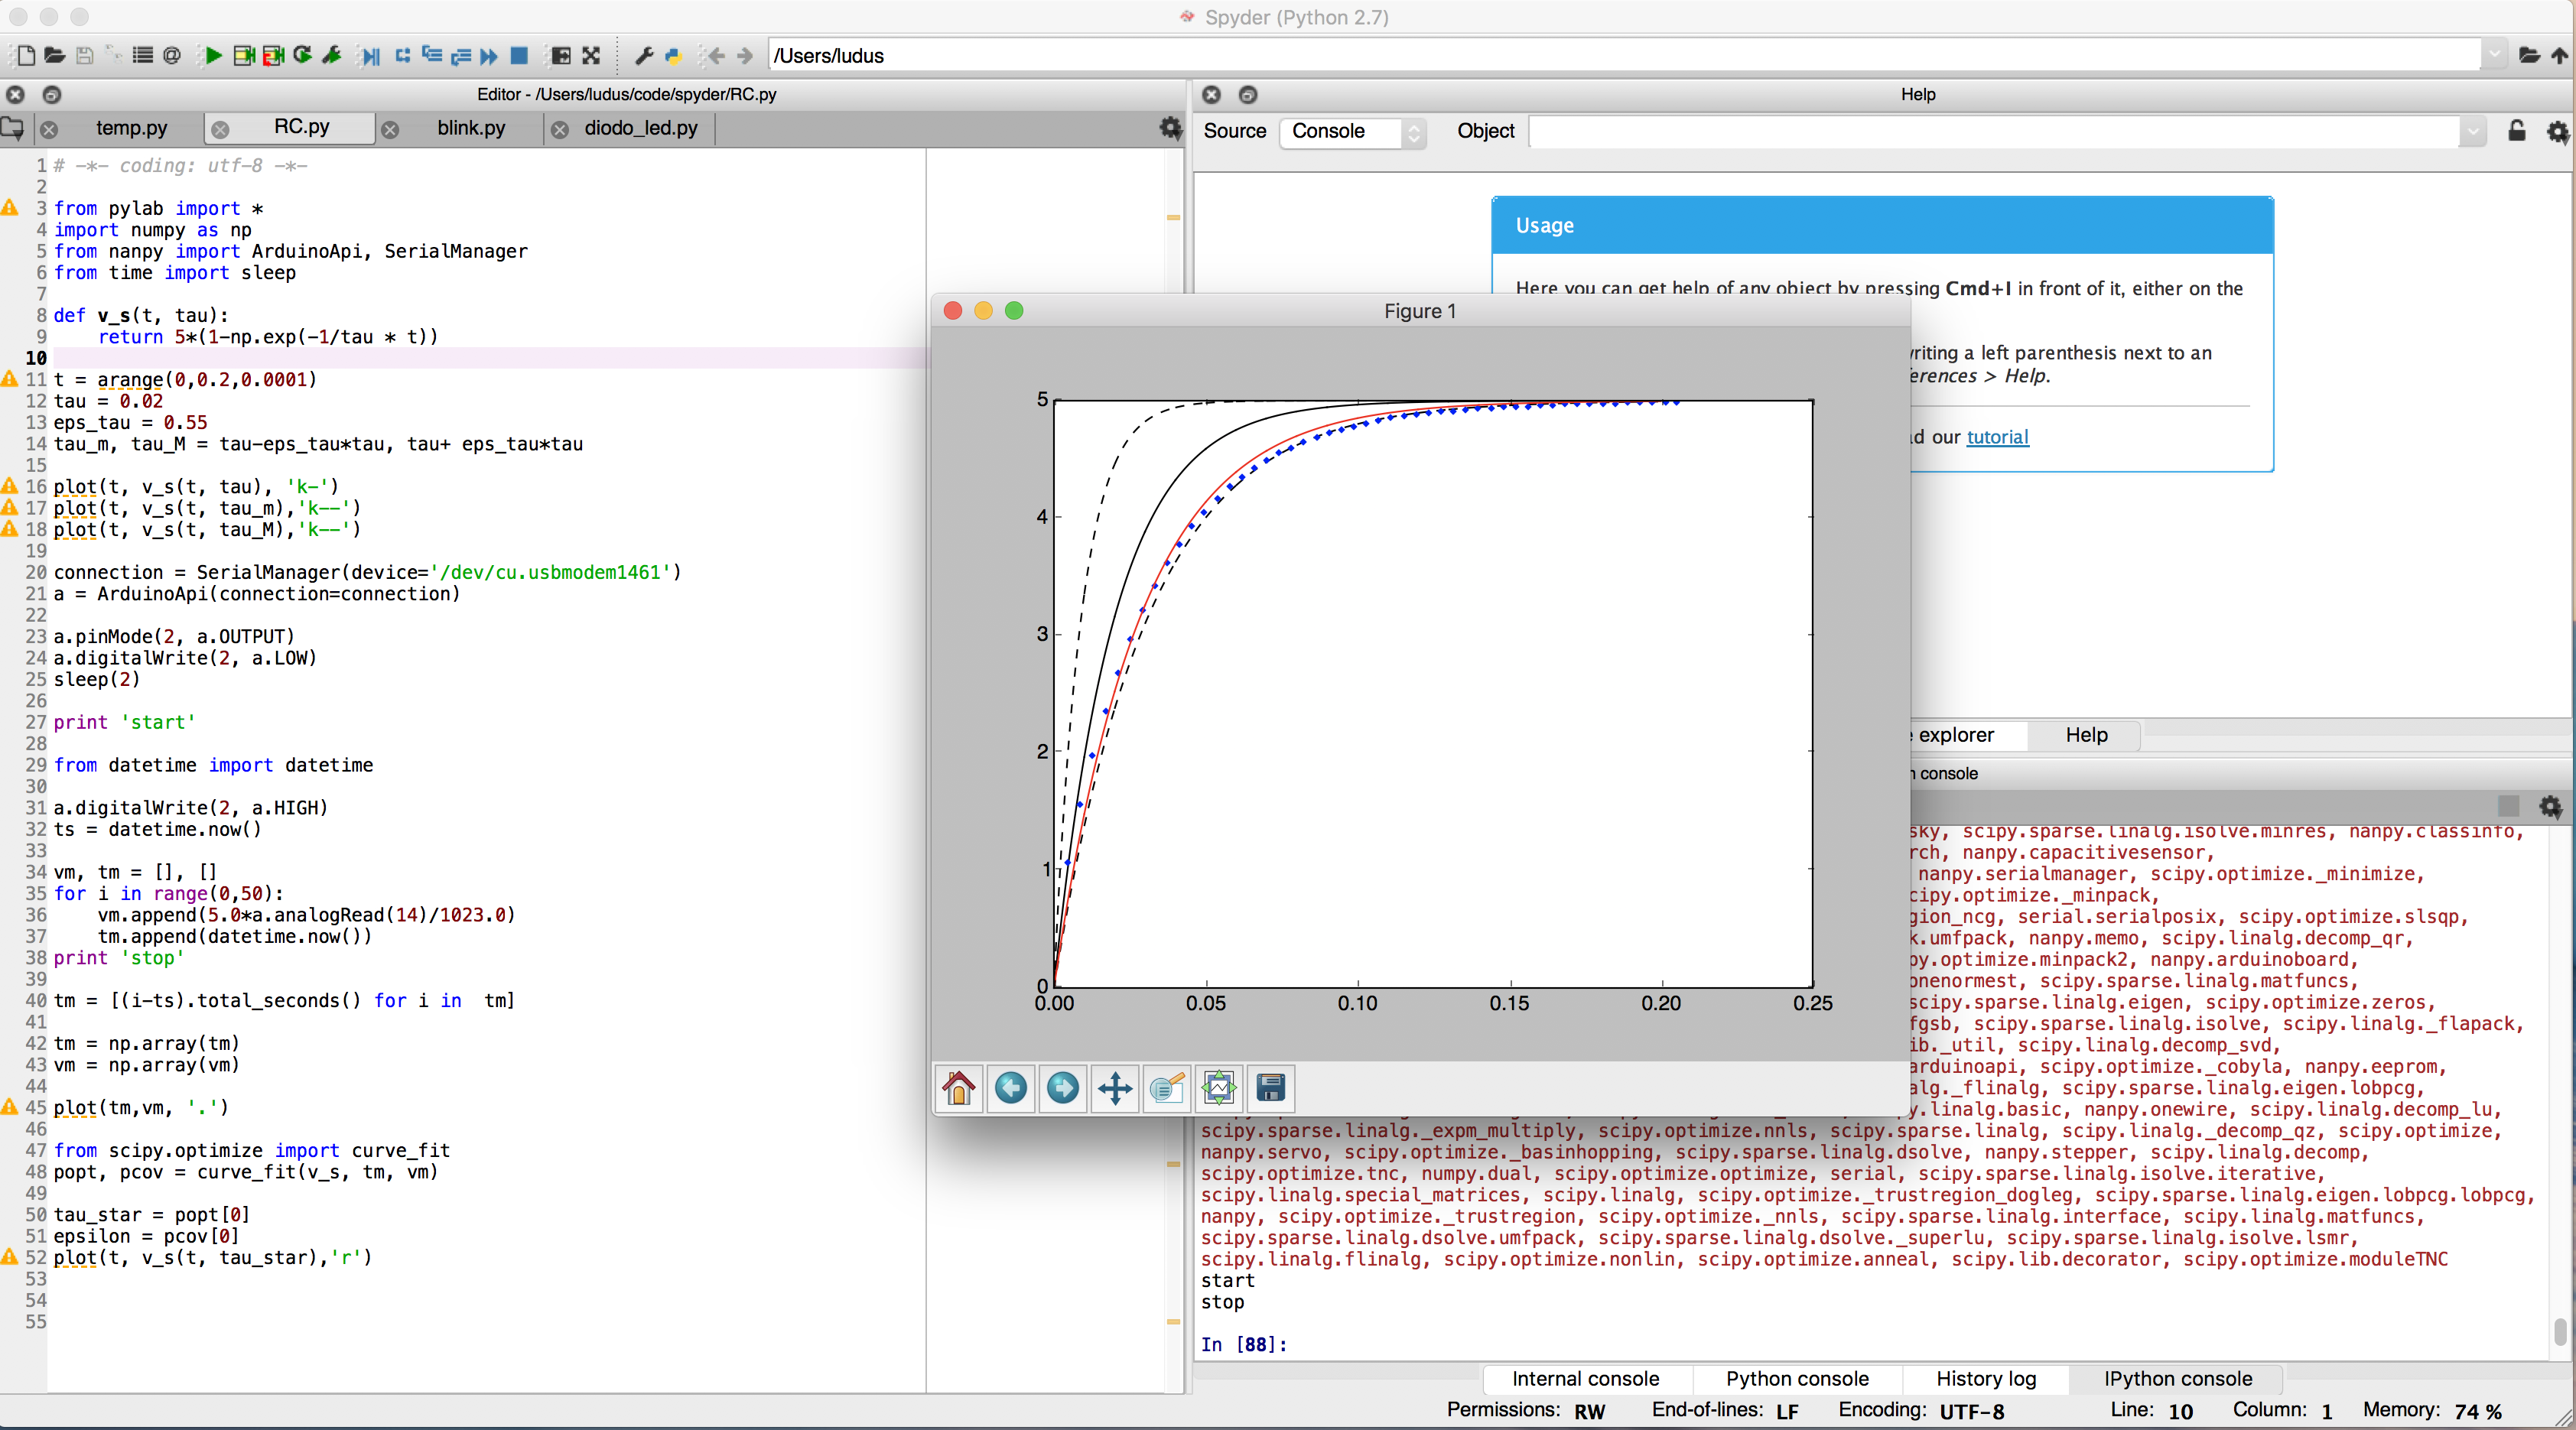 Spyder (Python 2.7)
/Users/ludus
Editor - /Users/ludus/code/spyder/RC.py
temp.py
RC.py
blink.py
diodo_led.py
1 # -*- coding: utf-8 -*-
2
3 from pylab import *
4 import numpy as np
5 from nanpy import ArduinoApi, SerialManager
6 from time import sleep
7
8 def v_s(t, tau):
9     return 5*(1-np.exp(-1/tau * t))
10
11 t = arange(0,0.2,0.0001)
12 tau = 0.02
13 eps_tau = 0.55
14 tau_m, tau_M = tau-eps_tau*tau, tau+ eps_tau*tau
15
16 plot(t, v_s(t, tau), 'k-')
17 plot(t, v_s(t, tau_m),'k--')
18 plot(t, v_s(t, tau_M),'k--')
19
20 connection = SerialManager(device='/dev/cu.usbmodem1461')
21 a = ArduinoApi(connection=connection)
22
23 a.pinMode(2, a.OUTPUT)
24 a.digitalWrite(2, a.LOW)
25 sleep(2)
26
27 print 'start'
28
29 from datetime import datetime
30
31 a.digitalWrite(2, a.HIGH)
32 ts = datetime.now()
33
34 vm, tm = [], []
35 for i in range(0,50):
36     vm.append(5.0*a.analogRead(14)/1023.0)
37     tm.append(datetime.now())
38 print 'stop'
39
40 tm = [(i-ts).total_seconds() for i in  tm]
41
42 tm = np.array(tm)
43 vm = np.array(vm)
44
45 plot(tm,vm, '.')
46
47 from scipy.optimize import curve_fit
48 popt, pcov = curve_fit(v_s, tm, vm)
49
50 tau_star = popt[0]
51 epsilon = pcov[0]
52 plot(t, v_s(t, tau_star),'r')
53
54
55
Help
Source Console Object
Usage
Here you can get help of any object by pressing Cmd+I in front of it, either on the
writing a left parenthesis next to an
erences > Help.
our tutorial
Figure 1
5
4
3
2
1
0
0.00 0.05 0.10 0.15 0.20 0.25
explorer
Help
console
sky, scipy.sparse.linalg.isolve.minres, nanpy.classinfo,
rch, nanpy.capacitivesensor,
nanpy.serialmanager, scipy.optimize._minimize,
cipy.optimize._minpack,
gion_ncg, serial.serialposix, scipy.optimize.slsqp,
k.umfpack, nanpy.memo, scipy.linalg.decomp_qr,
py.optimize.minpack2, nanpy.arduinoboard,
onenormest, scipy.sparse.linalg.matfuncs,
scipy.sparse.linalg.eigen, scipy.optimize.zeros,
fgsb, scipy.sparse.linalg.isolve, scipy.linalg._flapack,
ib._util, scipy.linalg.decomp_svd,
arduinoapi, scipy.optimize._cobyla, nanpy.eeprom,
alg._flinalg, scipy.sparse.linalg.eigen.lobpcg,
y.linalg.basic, nanpy.onewire, scipy.linalg.decomp_lu,
scipy.sparse.linalg._expm_multiply, scipy.optimize.nnls, scipy.sparse.linalg, scipy.linalg._decomp_qz, scipy.optimize,
nanpy.servo, scipy.optimize._basinhopping, scipy.sparse.linalg.dsolve, nanpy.stepper, scipy.linalg.decomp,
scipy.optimize.tnc, numpy.dual, scipy.optimize.optimize, serial, scipy.sparse.linalg.isolve.iterative,
scipy.linalg.special_matrices, scipy.linalg, scipy.optimize._trustregion_dogleg, scipy.sparse.linalg.eigen.lobpcg.lobpcg,
nanpy, scipy.optimize._trustregion, scipy.optimize._nnls, scipy.sparse.linalg.interface, scipy.linalg.matfuncs,
scipy.sparse.linalg.dsolve.umfpack, scipy.sparse.linalg.dsolve._superlu, scipy.sparse.linalg.isolve.lsmr,
scipy.linalg.flinalg, scipy.optimize.nonlin, scipy.optimize.anneal, scipy.lib.decorator, scipy.optimize.moduleTNC
start
stop
In [88]:
Internal console
Python console
History log
IPython console
Permissions: RW End-of-lines: LF Encoding: UTF-8 Line: 10 Column: 1 Memory: 74 %